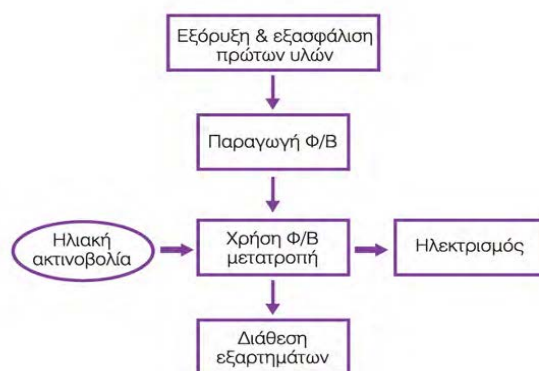 Εξόρυξη & εξασφάλιση
πρώτων υλών
Παραγωγή Φ/Β
Ηλιακή
ακτινοβολία
Χρήση Φ/Β
μετατροπή
Ηλεκτρισμός
Διάθεση
εξαρτημάτων